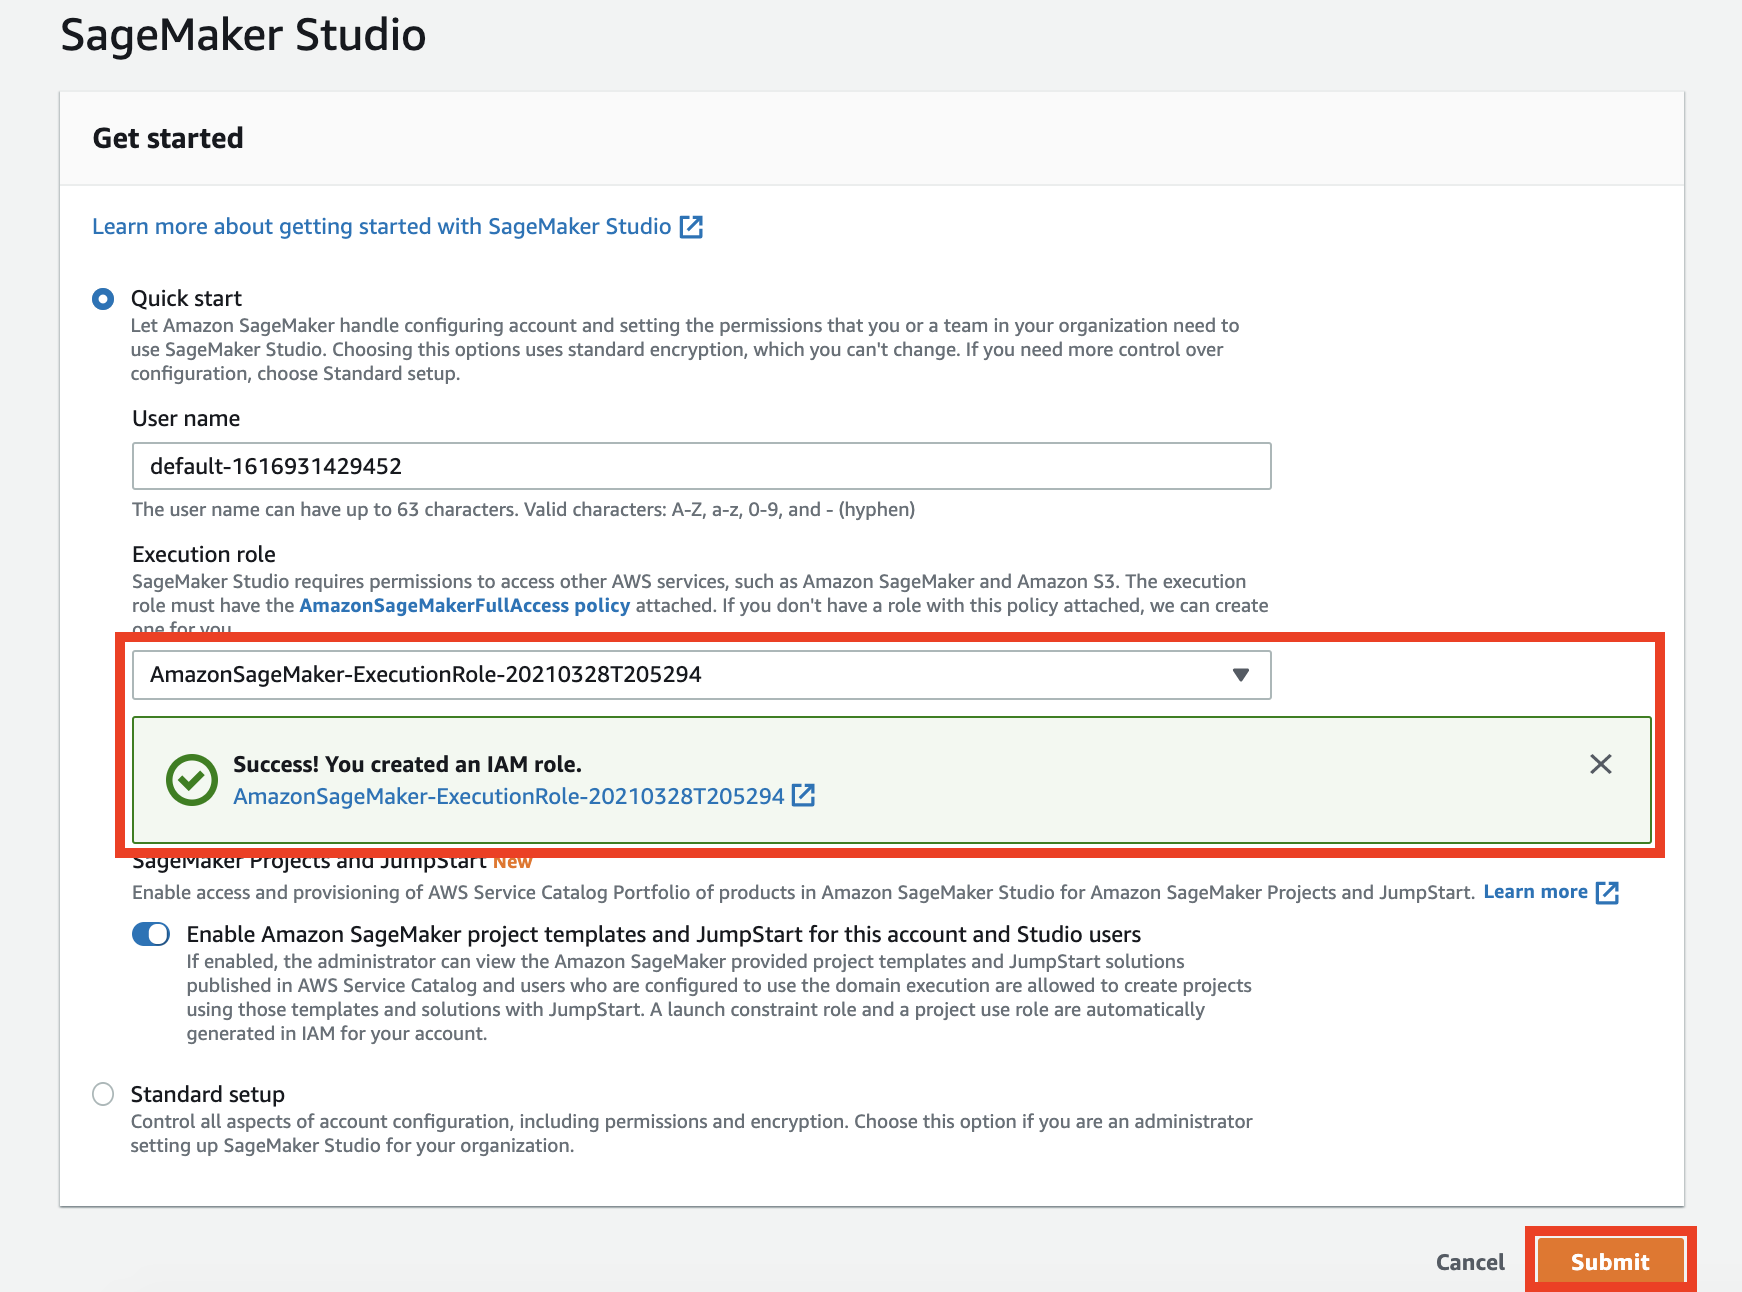 SageMaker Studio
Get started
Learn more about getting started with SageMaker Studio
Quick start
Let Amazon SageMaker handle configuring account and setting the permissions that you or a team in your organization need to
use SageMaker Studio. Choosing this options uses standard encryption, which you can't change. If you need more control over
configuration, choose Standard setup.
User name
default-1616931429452
The user name can have up to 63 characters. Valid characters: A-Z, a-z, 0-9, and - (hyphen)
Execution role
SageMaker Studio requires permissions to access other AWS services, such as Amazon SageMaker and Amazon S3. The execution
role must have the AmazonSageMakerFullAccess policy attached. If you don't have a role with this policy attached, we can create
one for you
AmazonSageMaker-ExecutionRole-20210328T205294
Success! You created an IAM role.
AmazonSageMaker-ExecutionRole-20210328T205294
SageMaker Projects and JumpStart New
Enable access and provisioning of AWS Service Catalog Portfolio of products in Amazon SageMaker Studio for Amazon SageMaker Projects and JumpStart. Learn more
Enable Amazon SageMaker project templates and JumpStart for this account and Studio users
If enabled, the administrator can view the Amazon SageMaker provided project templates and JumpStart solutions
published in AWS Service Catalog and users who are configured to use the domain execution are allowed to create projects
using those templates and solutions with JumpStart. A launch constraint role and a project use role are automatically
generated in IAM for your account.
Standard setup
Control all aspects of account configuration, including permissions and encryption. Choose this option if you are an administrator
setting up SageMaker Studio for your organization.
Cancel Submit